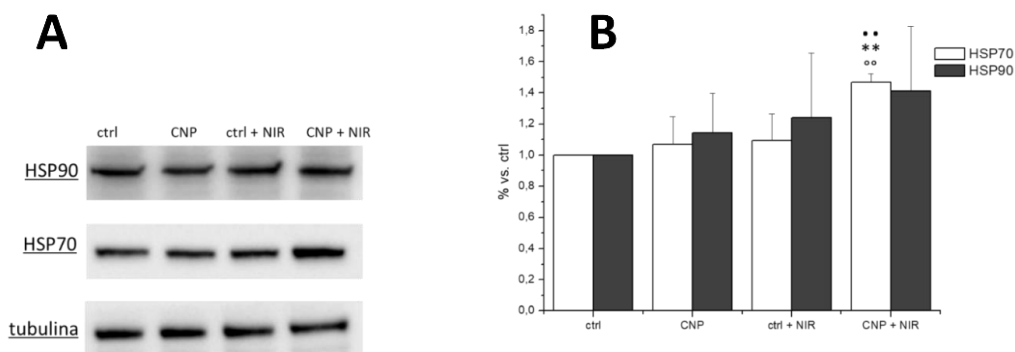 A
ctrl CNP ctrl + NIR CNP + NIR
HSP90
HSP70
tubulina
B
1,8
1,6
1,4
1,2
1,0
0,8
0,6
0,4
0,2
0,0
% vs. ctrl
••
**
°°
HSP70
HSP90
ctrl CNP ctrl + NIR CNP + NIR